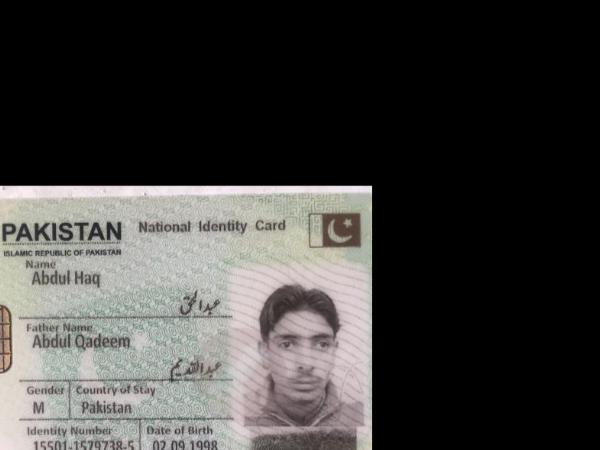 PAKISTAN National Identity Card
ISLAMIC REPUBLIC OF PAKISTAN
Name
Abdul Haq
عبدالحق
Father Name
Abdul Qadeem
عبدالقدیم
Gender Country of Stay
M Pakistan
Identity Number Date of Birth
15501-1579738-5 02.09.1998